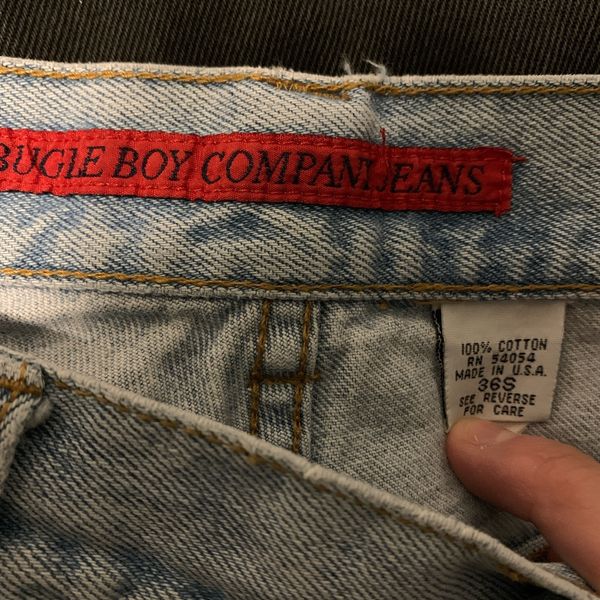 BUGLE BOY COMPANY JEANS
100% COTTON
RN 54054
MADE IN U.S.A.
36S
SEE REVERSE
FOR CARE